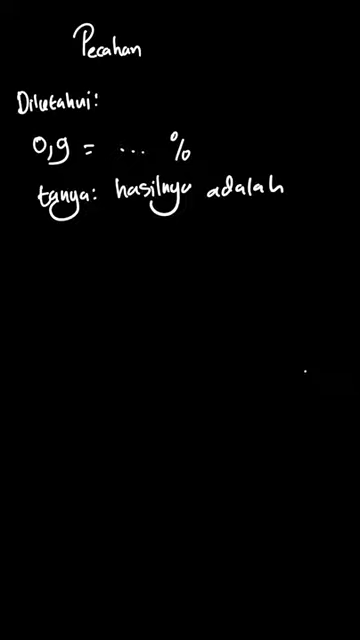 Pecahan
Diketahui:
0,9 = ... %
tanya: hasilnya adalah